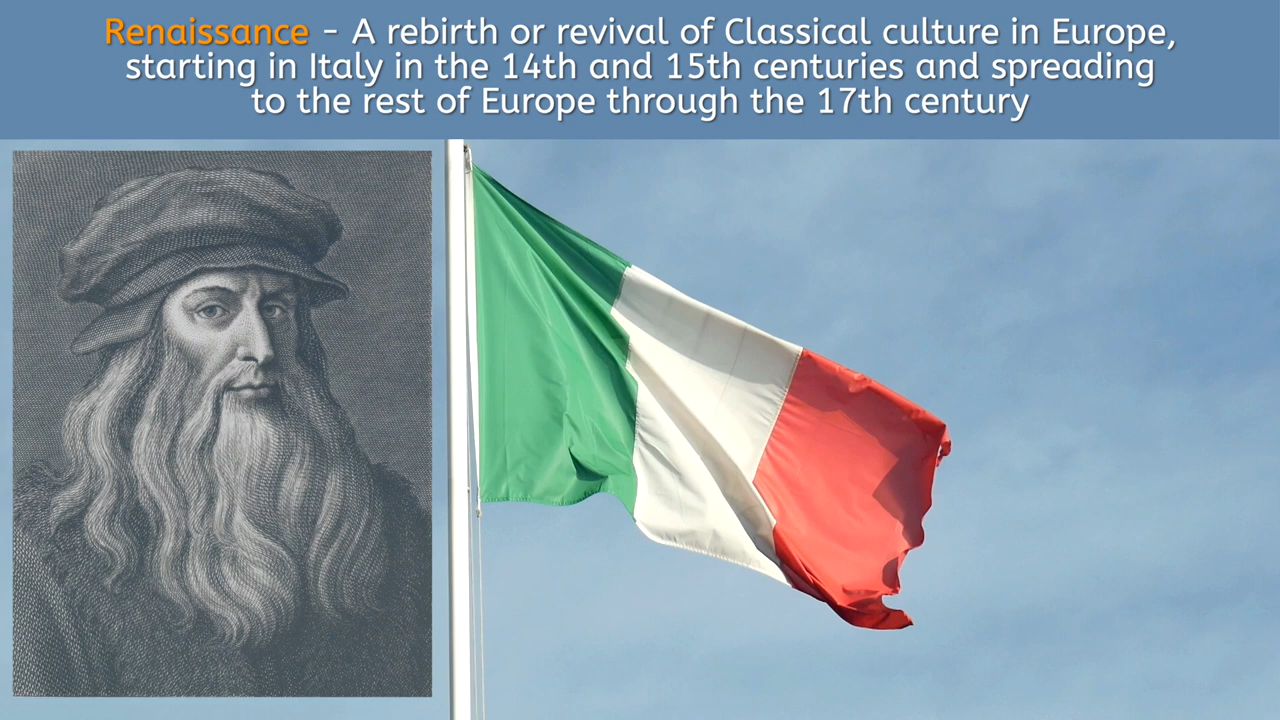 Renaissance - A rebirth or revival of Classical culture in Europe,
starting in Italy in the 14th and 15th centuries and spreading
to the rest of Europe through the 17th century